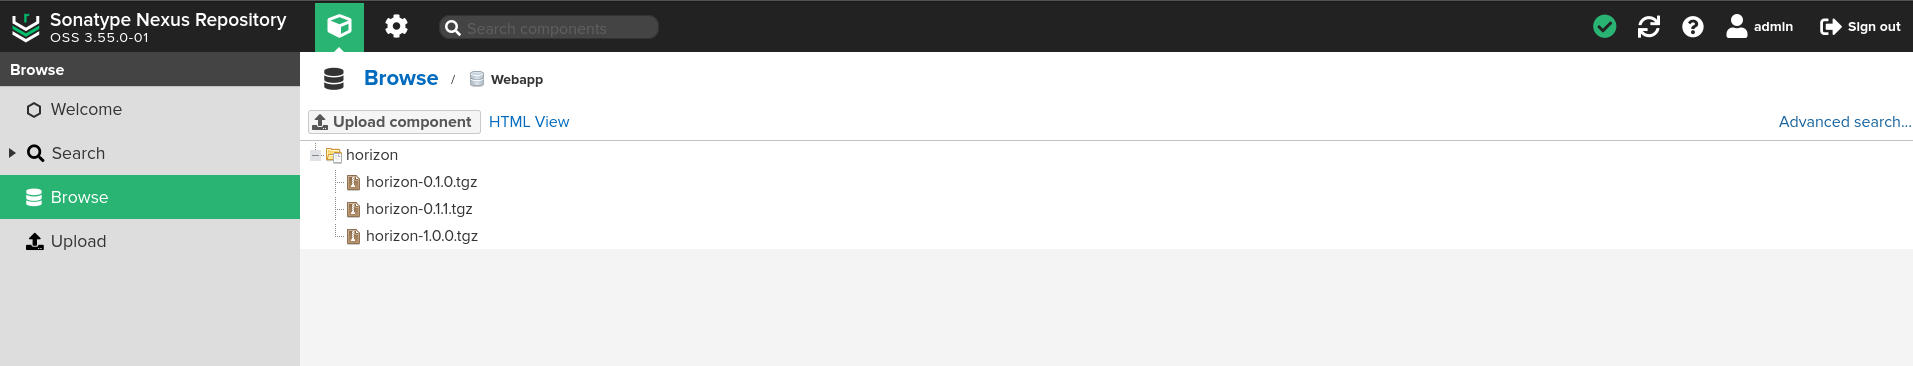 Sonatype Nexus Repository
OSS 3.55.0-01
Search components
admin
Sign out
Browse
Welcome
Search
Browse
Upload
Browse / Webapp
Upload component HTML View Advanced search...
horizon
horizon-0.1.0.tgz
horizon-0.1.1.tgz
horizon-1.0.0.tgz